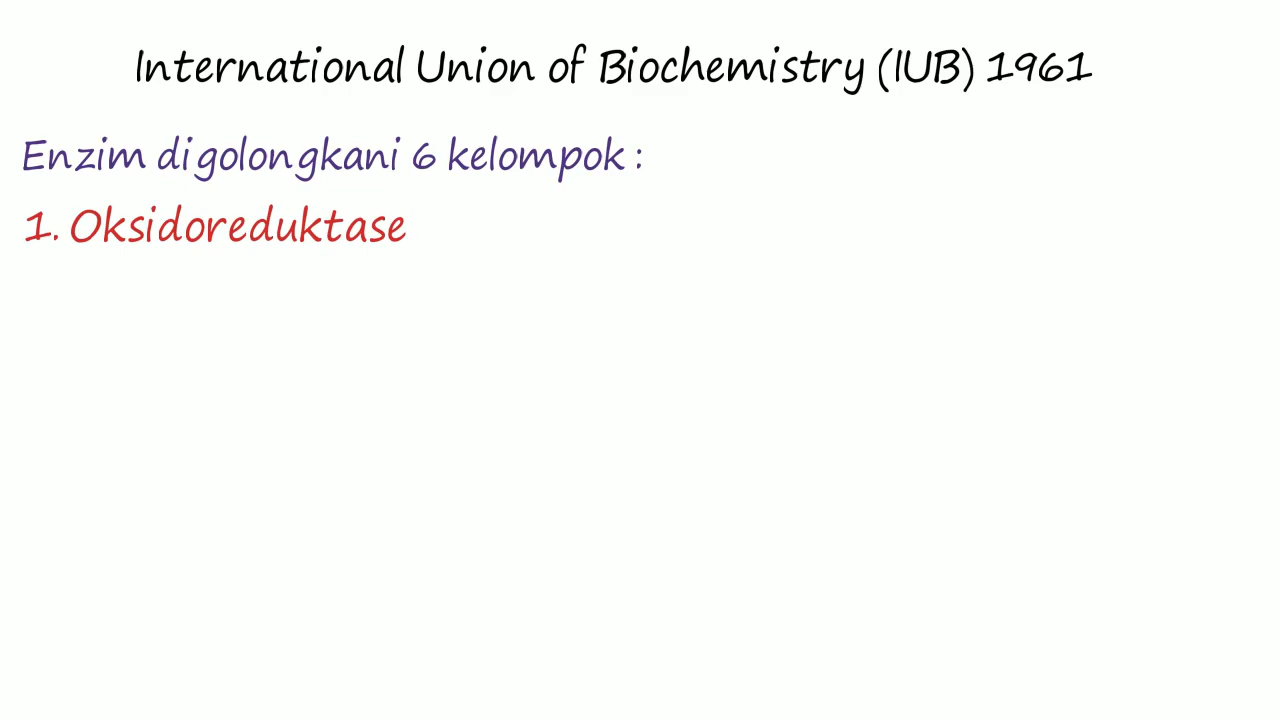 International Union of Biochemistry (IUB) 1961
Enzim digolongkani 6 kelompok :
1. Oksidoreduktase